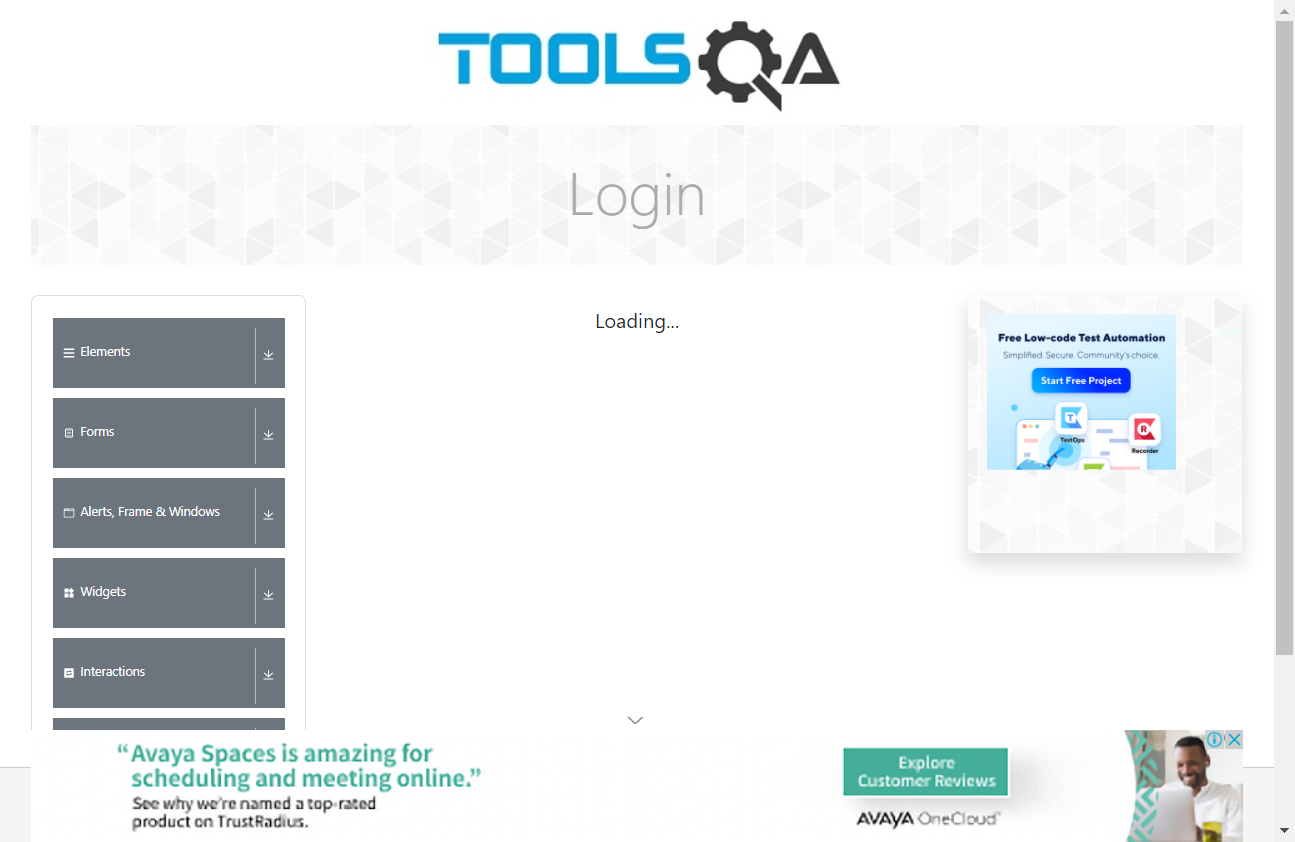 TOOLSQA
Login
Elements
Forms
Alerts, Frame & Windows
Widgets
Interactions
Loading...
Free Low-code Test Automation
Simplified. Secure. Community's choice.
Start Free Project
T
TestOps
R
Recorder
“Avaya Spaces is amazing for
scheduling and meeting online.”
See why we're named a top-rated
product on TrustRadius.
Explore
Customer Reviews
AVAYA OneCloud™